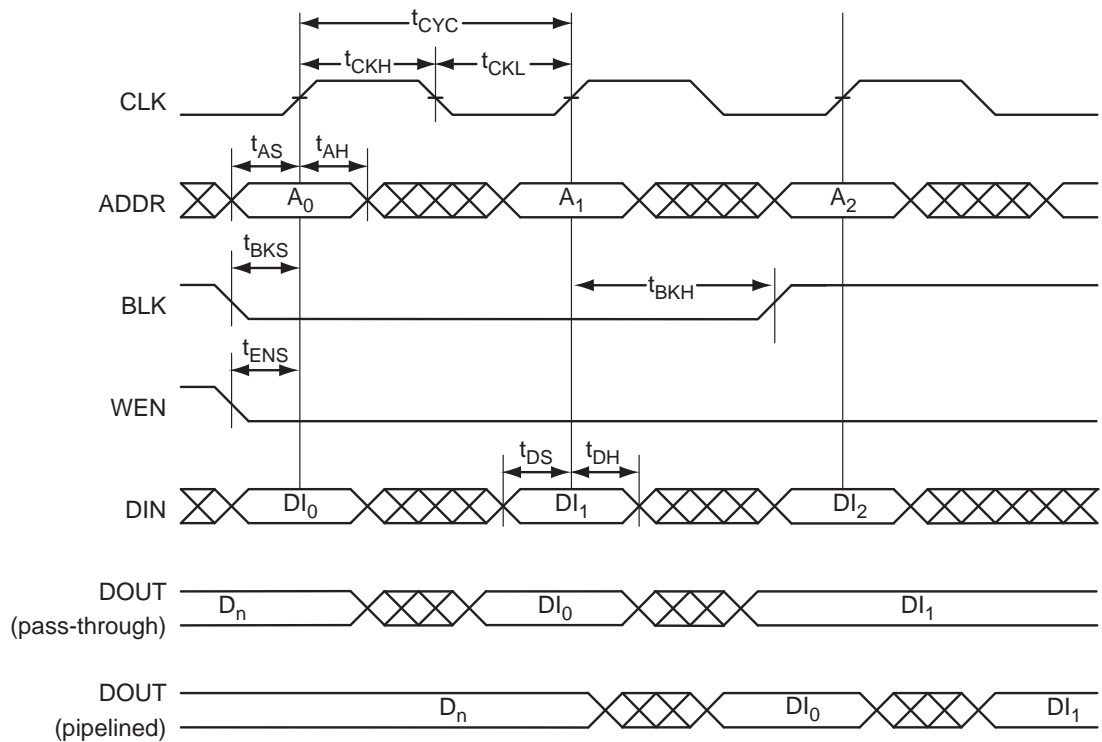 tCYC
tCKH
tCKL
CLK
tAS
tAH
ADDR
A0
A1
A2
tBKS
tBKH
BLK
tENS
WEN
tDS
tDH
DIN
DI0
DI1
DI2
DOUT
(pass-through)
Dn
DI0
DI1
DOUT
(pipelined)
Dn
DI0
DI1